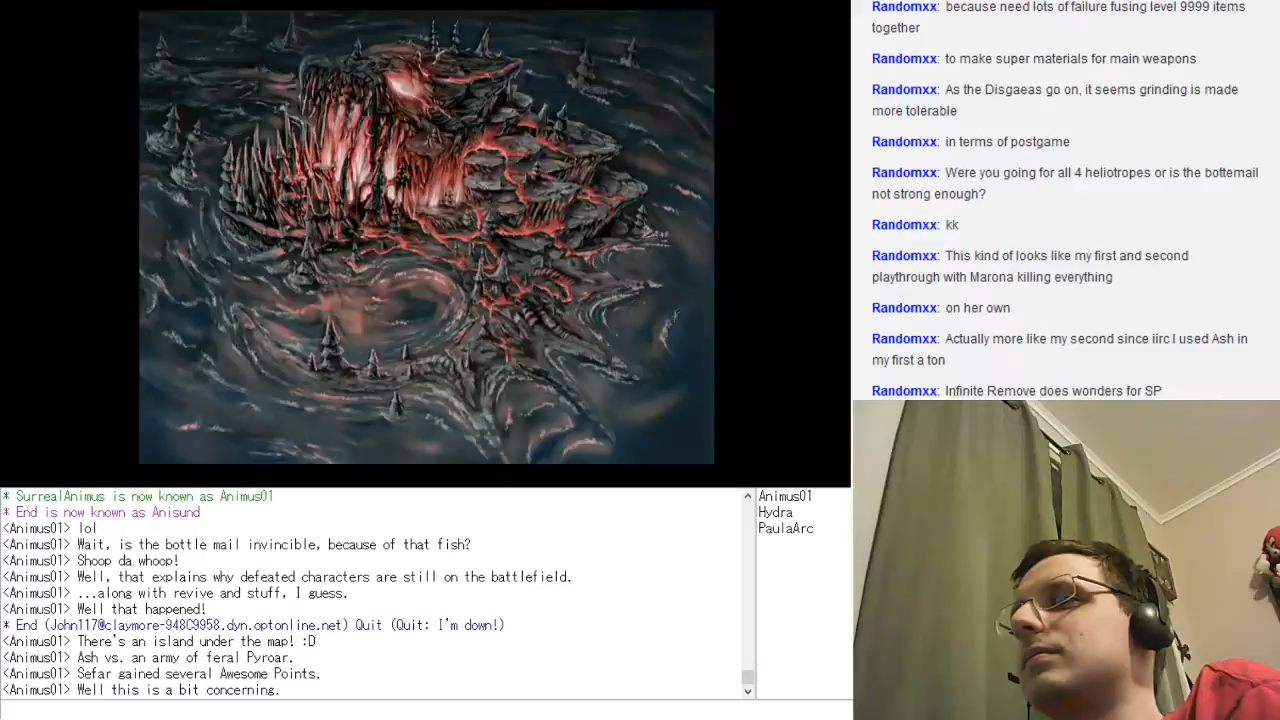 Randomxx: because need lots of failure fusing level 9999 items
together
Randomxx: to make super materials for main weapons
Randomxx: As the Disgaeas go on, it seems grinding is made
more tolerable
Randomxx: in terms of postgame
Randomxx: Were you going for all 4 heliotropes or is the bottemail
not strong enough?
Randomxx: kk
Randomxx: This kind of looks like my first and second
playthrough with Marona killing everything
Randomxx: on her own
Randomxx: Actually more like my second since iirc I used Ash in
my first a ton
Randomxx: Infinite Remove does wonders for SP
* SurrealAnimus is now known as Animus01
* End is now known as Anisund
<Animus01> lol
<Animus01> Wait, is the bottle mail invincible, because of that fish?
<Animus01> Shoop da whoop!
<Animus01> Well, that explains why defeated characters are still on the battlefield.
<Animus01> ...along with revive and stuff, I guess.
<Animus01> Well that happened!
* End (John117@claymore-948C9958.dyn.optonline.net) Quit (Quit: I'm down!)
<Animus01> There's an island under the map! :D
<Animus01> Ash vs. an army of feral Pyroar.
<Animus01> Sefar gained several Awesome Points.
<Animus01> Well this is a bit concerning.
Animus01
Hydra
PaulaArc